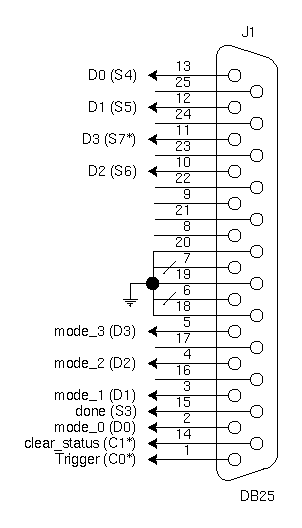 J1
D0 (S4) 13
25
D1 (S5) 12
24
D3 (S7*) 11
23
D2 (S6) 10
22
9
21
8
20
7
19
6
18
mode_3 (D3) 5
17
mode_2 (D2) 4
16
mode_1 (D1) 3
done (S3) 15
mode_0 (D0) 2
clear_status (C1*) 14
Trigger (C0*) 1
DB25